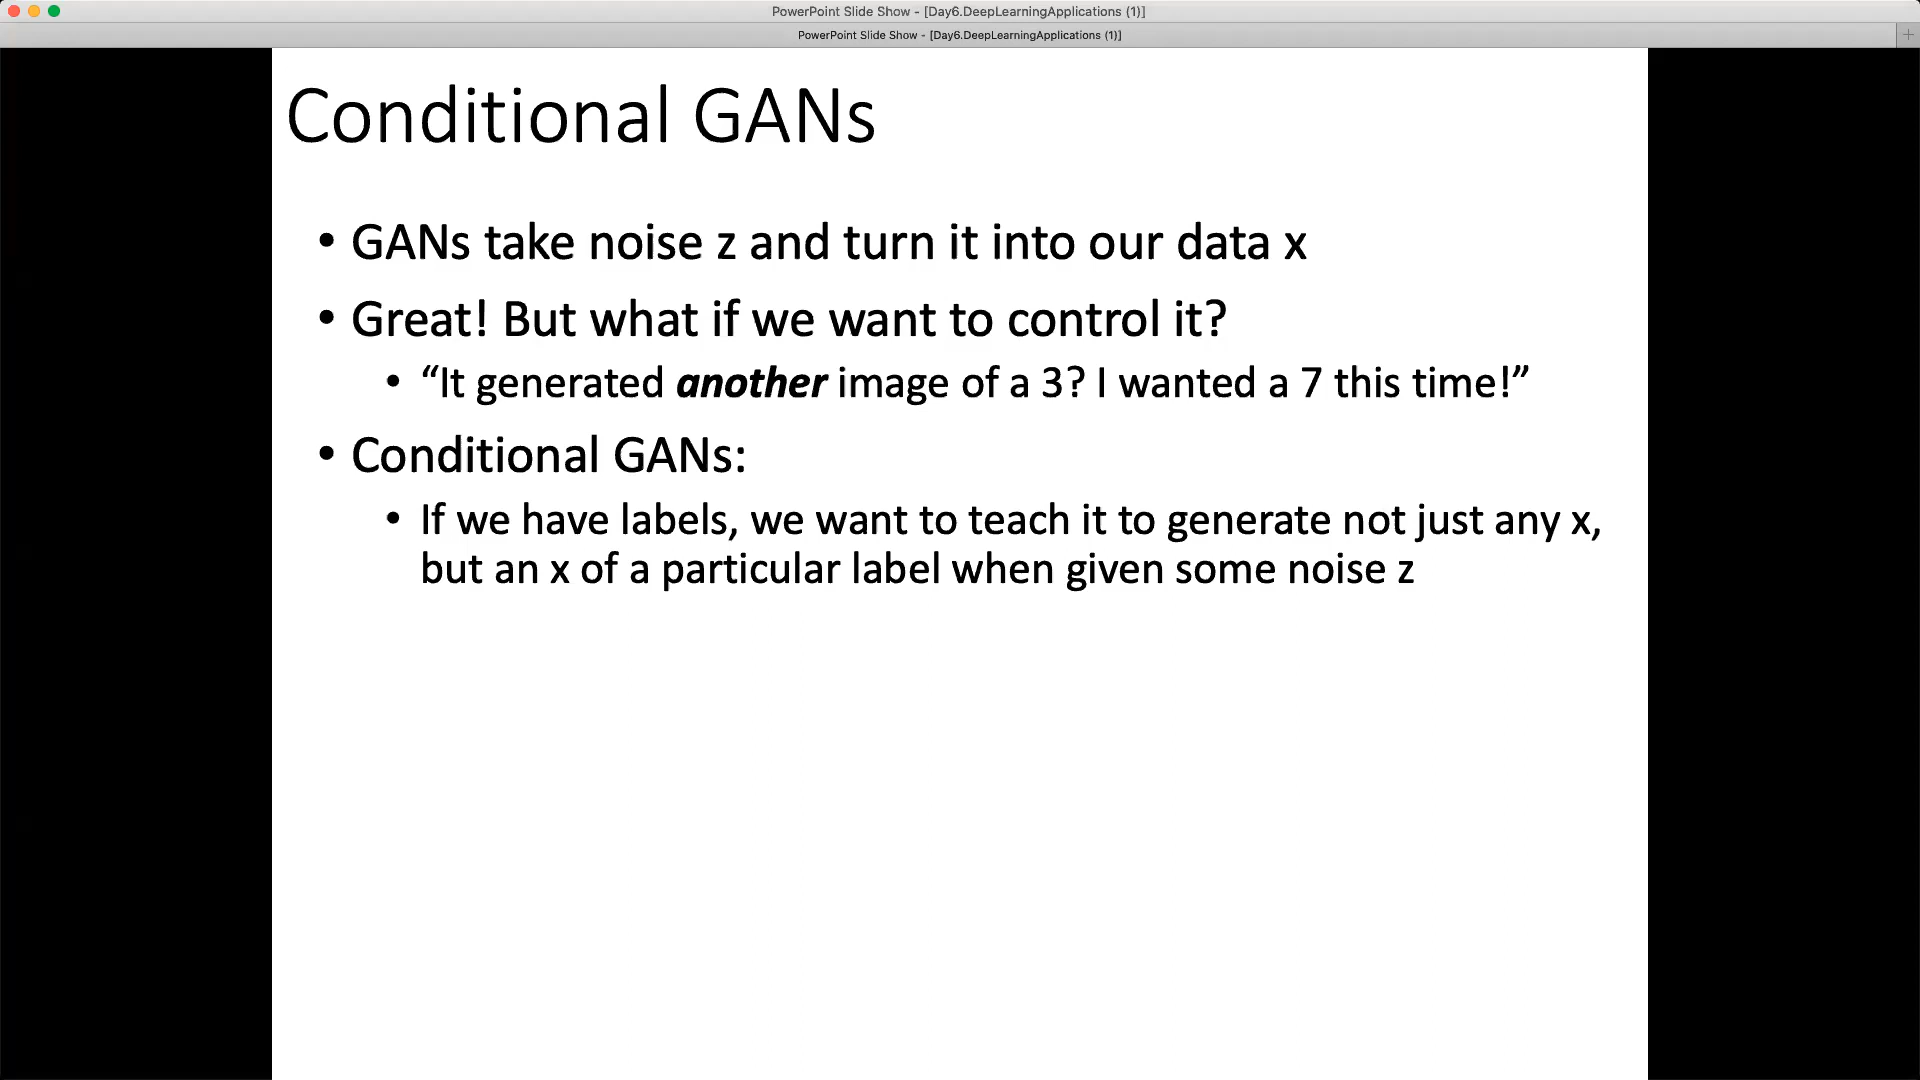 PowerPoint Slide Show - [Day6.DeepLearningApplications (1)]
PowerPoint Slide Show - [Day6.DeepLearningApplications (1)]
Conditional GANs
• GANs take noise z and turn it into our data x
• Great! But what if we want to control it?
• “It generated another image of a 3? I wanted a 7 this time!”
• Conditional GANs:
• If we have labels, we want to teach it to generate not just any x,
but an x of a particular label when given some noise z